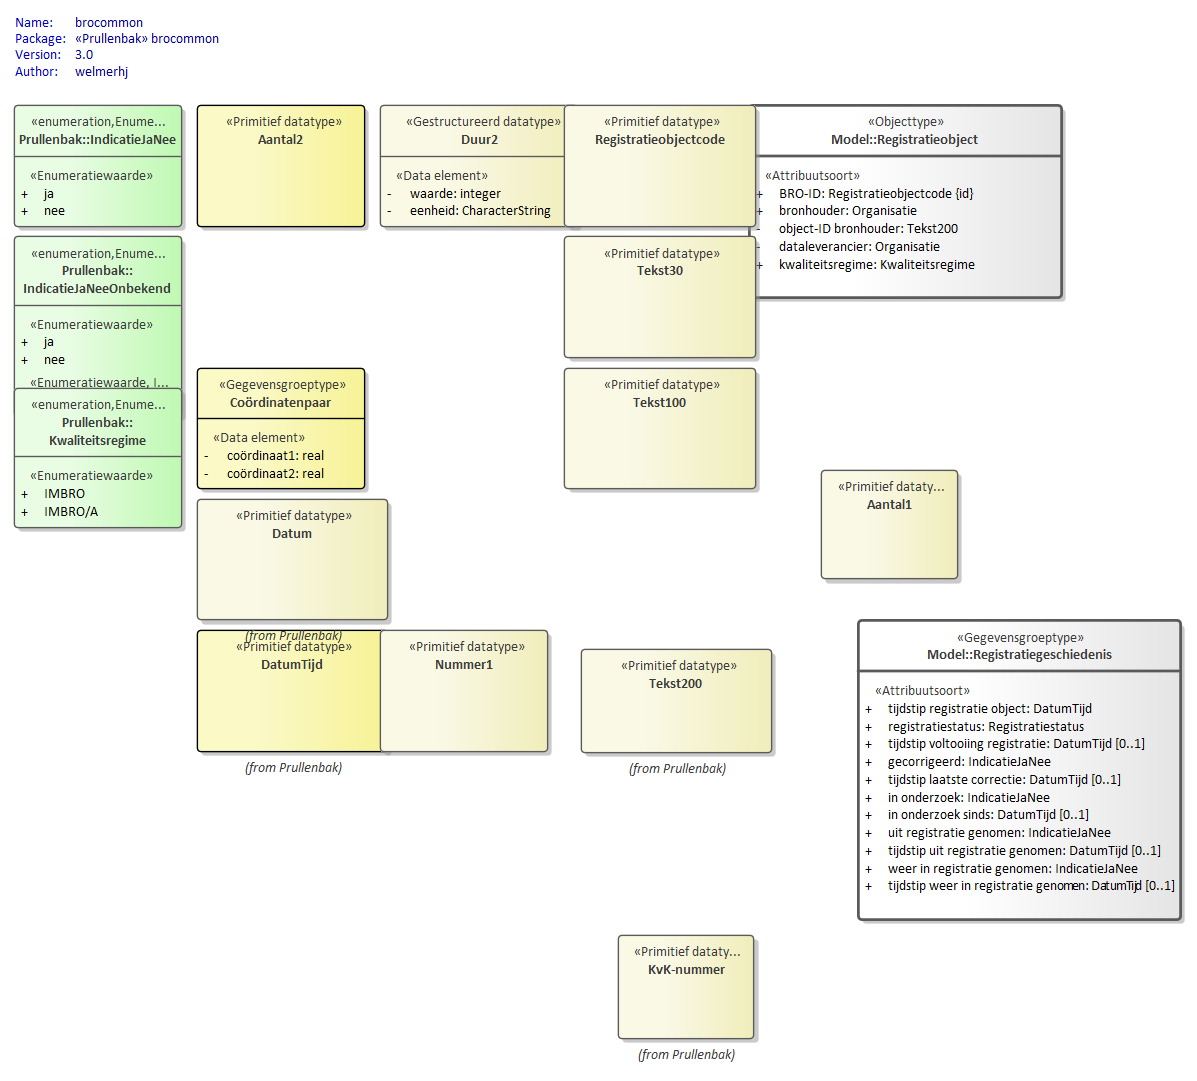 Name: brocommon
Package: «Prullenbak» brocommon
Version: 3.0
Author: welmerhj
«enumeration,Enume...
Prullenbak::IndicatieJaNee
«Enumeratiewaarde»
+ ja
+ nee
«Primitief datatype»
Aantal2
«Gestructureerd datatype»
Duur2
«Data element»
- waarde: integer
- eenheid: CharacterString
«Primitief datatype»
Registratieobjectcode
«Objecttype»
Model::Registratieobject
«Attribuutsoort»
+ BRO-ID: Registratieobjectcode {id}
+ bronhouder: Organisatie
- object-ID bronhouder: Tekst200
- dataleverancier: Organisatie
+ kwaliteitsregime: Kwaliteitsregime
«enumeration,Enume...
Prullenbak::
IndicatieJaNeeOnbekend
«Enumeratiewaarde»
+ ja
+ nee
«Enumeratiewaarde, I...
«Primitief datatype»
Tekst30
«enumeration,Enume...
Prullenbak::
Kwaliteitsregime
«Enumeratiewaarde»
+ IMBRO
+ IMBRO/A
«Gegevensgroeptype»
Coördinatenpaar
«Data element»
- coördinaat1: real
- coördinaat2: real
«Primitief datatype»
Tekst100
«Primitief dataty...
Aantal1
«Primitief datatype»
Datum
(from Prullenbak)
«Primitief datatype»
DatumTijd
(from Prullenbak)
«Primitief datatype»
Nummer1
«Primitief datatype»
Tekst200
(from Prullenbak)
«Gegevensgroeptype»
Model::Registratiegeschiedenis
«Attribuutsoort»
+ tijdstip registratie object: DatumTijd
+ registratiestatus: Registratiestatus
+ tijdstip voltooiing registratie: DatumTijd [0..1]
+ gecorrigeerd: IndicatieJaNee
+ tijdstip laatste correctie: DatumTijd [0..1]
+ in onderzoek: IndicatieJaNee
+ in onderzoek sinds: DatumTijd [0..1]
+ uit registratie genomen: IndicatieJaNee
+ tijdstip uit registratie genomen: DatumTijd [0..1]
+ weer in registratie genomen: IndicatieJaNee
+ tijdstip weer in registratie genomen: DatumTijd [0..1]
«Primitief dataty...
KvK-nummer
(from Prullenbak)